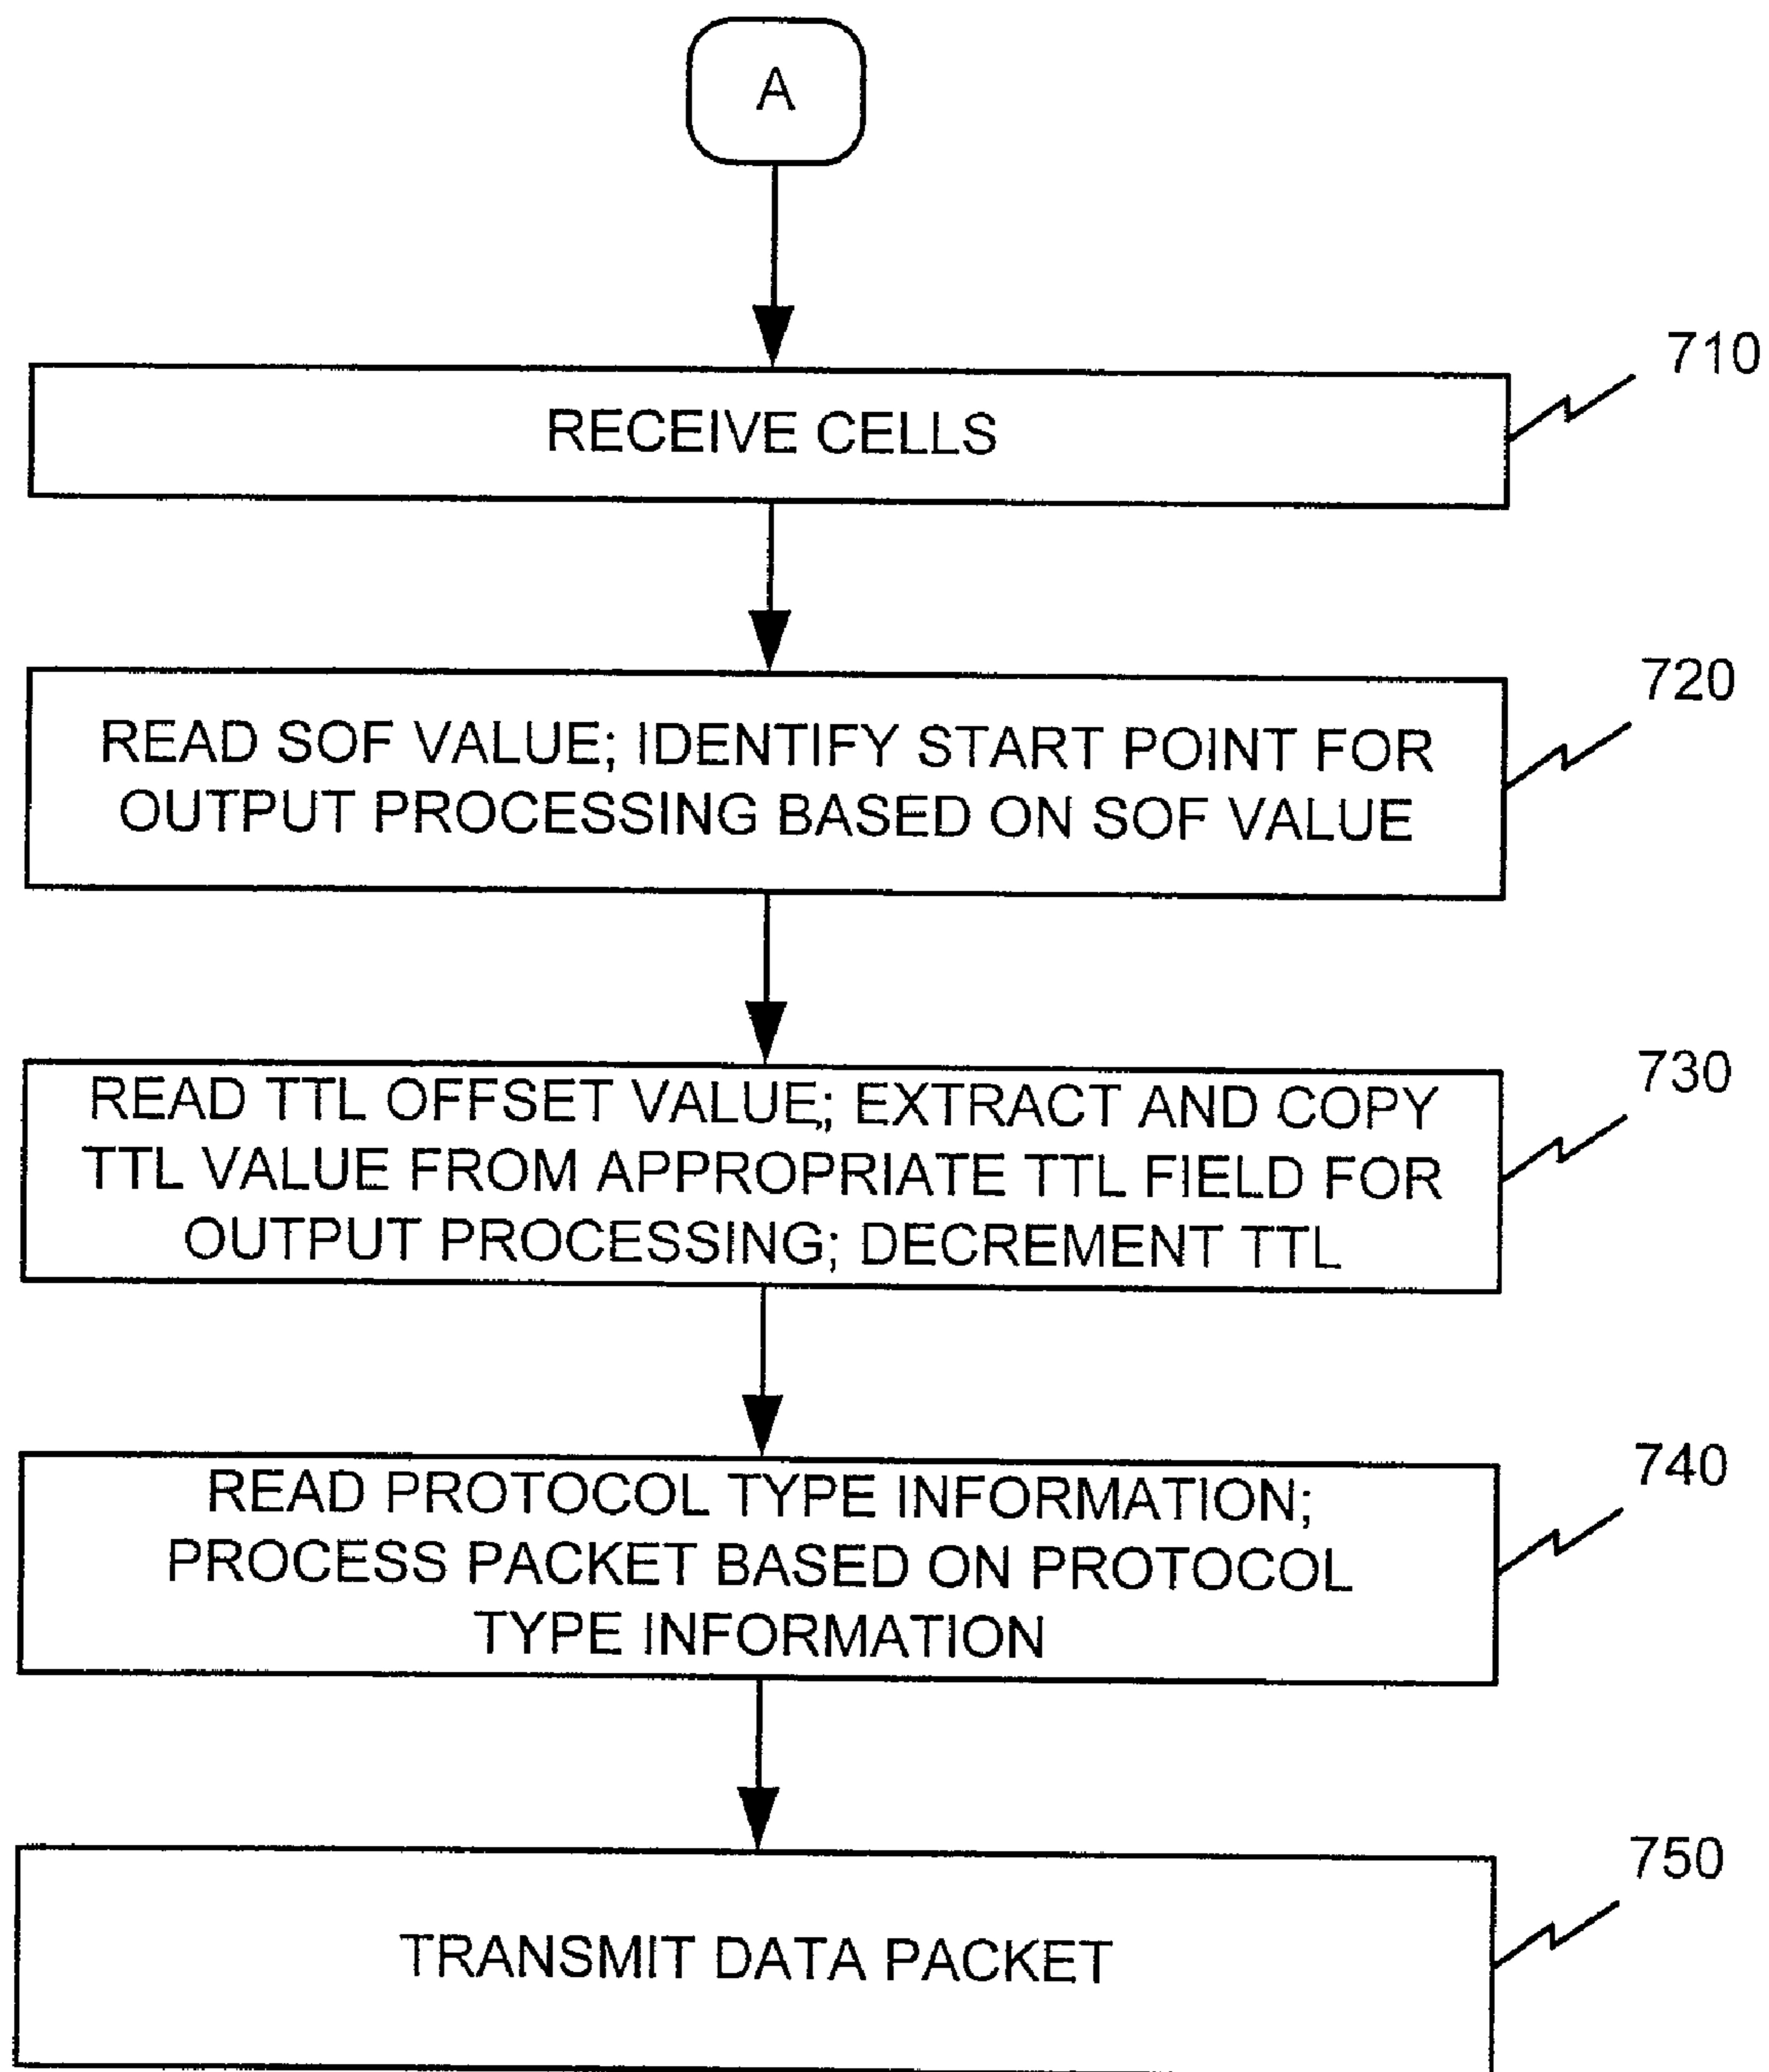 A
710
RECEIVE CELLS
720
READ SOF VALUE; IDENTIFY START POINT FOR
OUTPUT PROCESSING BASED ON SOF VALUE
730
READ TTL OFFSET VALUE; EXTRACT AND COPY
TTL VALUE FROM APPROPRIATE TTL FIELD FOR
OUTPUT PROCESSING; DECREMENT TTL
740
READ PROTOCOL TYPE INFORMATION;
PROCESS PACKET BASED ON PROTOCOL
TYPE INFORMATION
750
TRANSMIT DATA PACKET